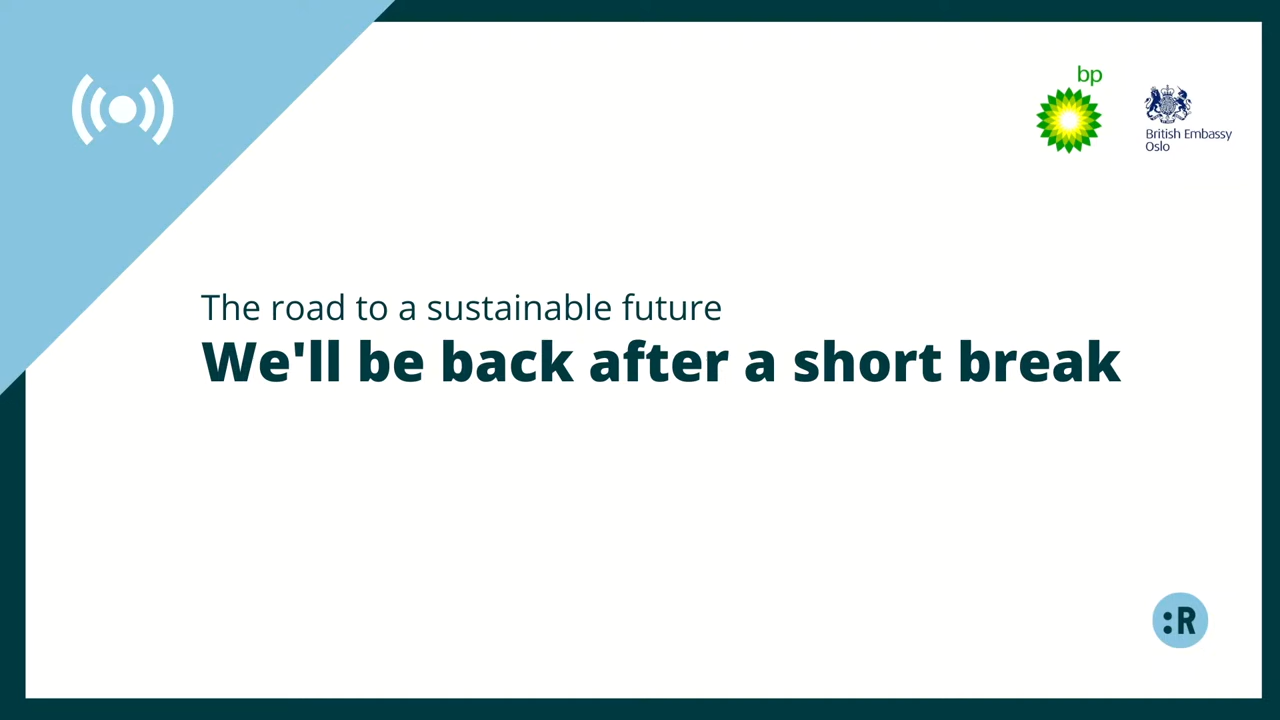 bp
British Embassy
Oslo
The road to a sustainable future
We'll be back after a short break
:R